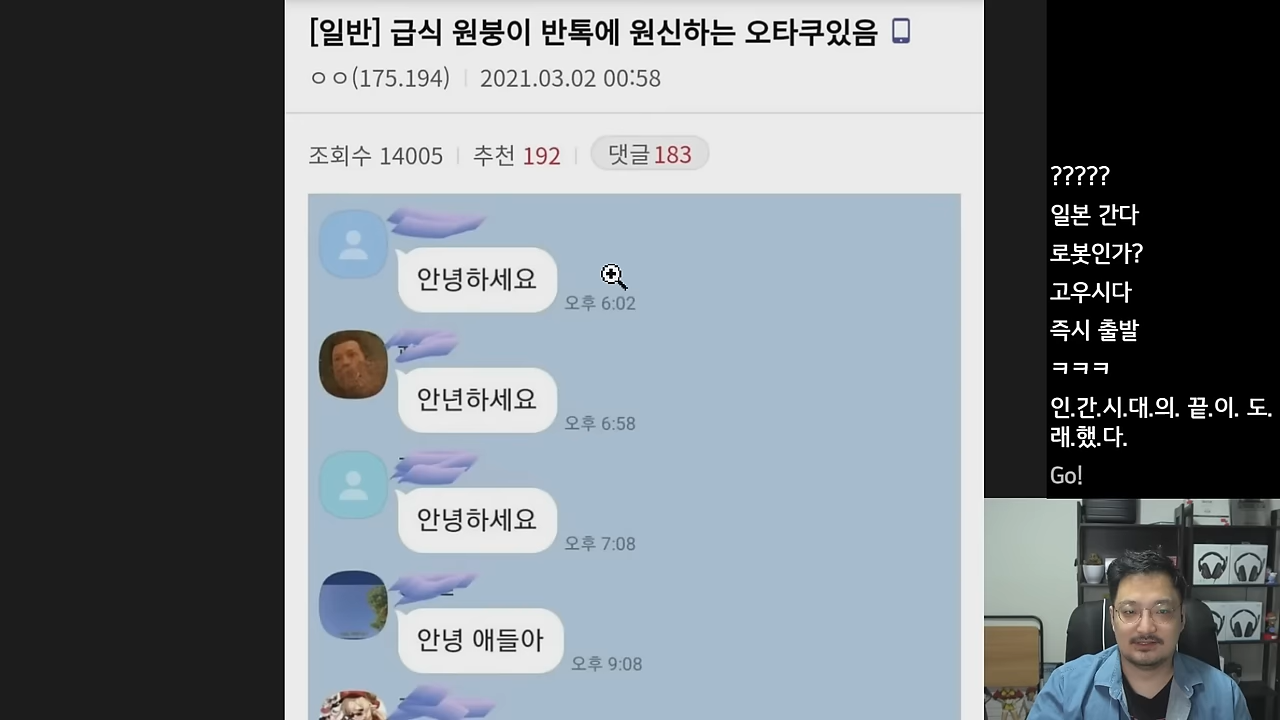 [일반] 급식 원붕이 반톡에 원신하는 오타쿠있음
ㅇㅇ(175.194) 2021.03.02 00:58
조회수 14005 추천 192 댓글 183
안녕하세요
오후 6:02
안년하세요
오후 6:58
안녕하세요
오후 7:08
안녕 애들아
오후 9:08
?????
일본 간다
로봇인가?
고우시다
즉시 출발
ㅋㅋㅋ
인.간.시.대.의. 끝.이. 도.
래.했.다.
Go!